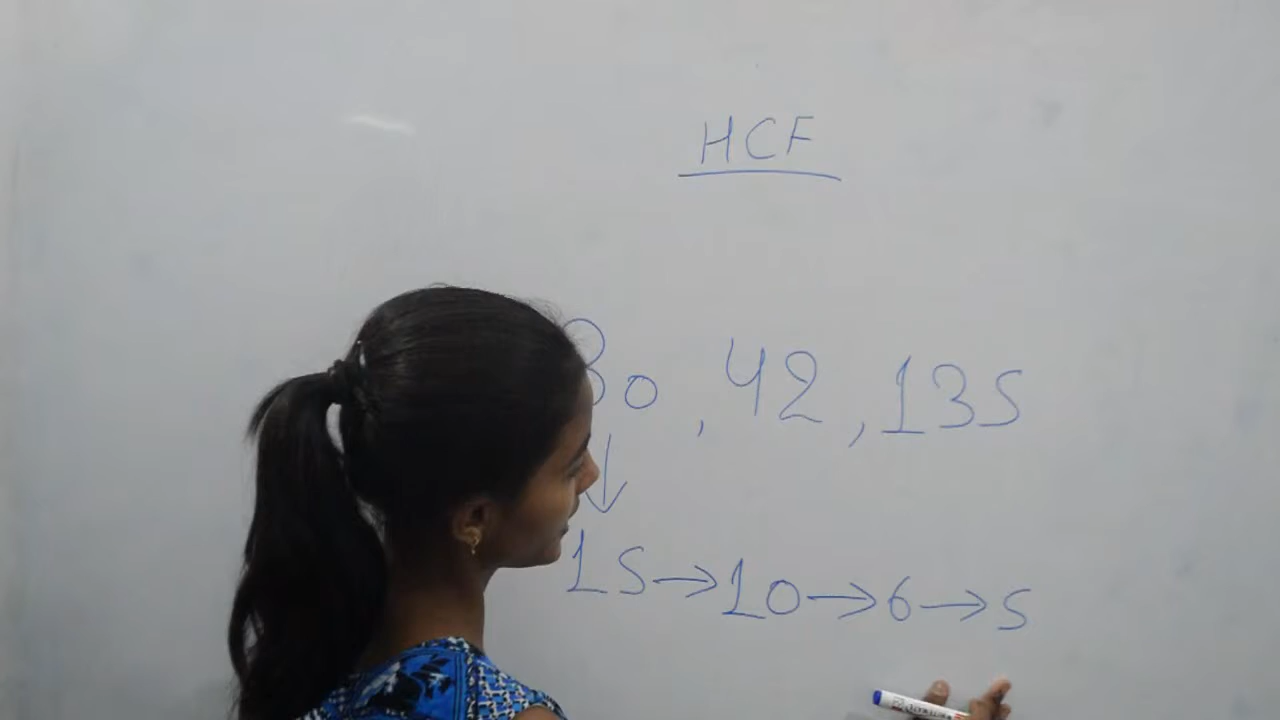 HCF
30, 42, 135
↓
15→10→6→5